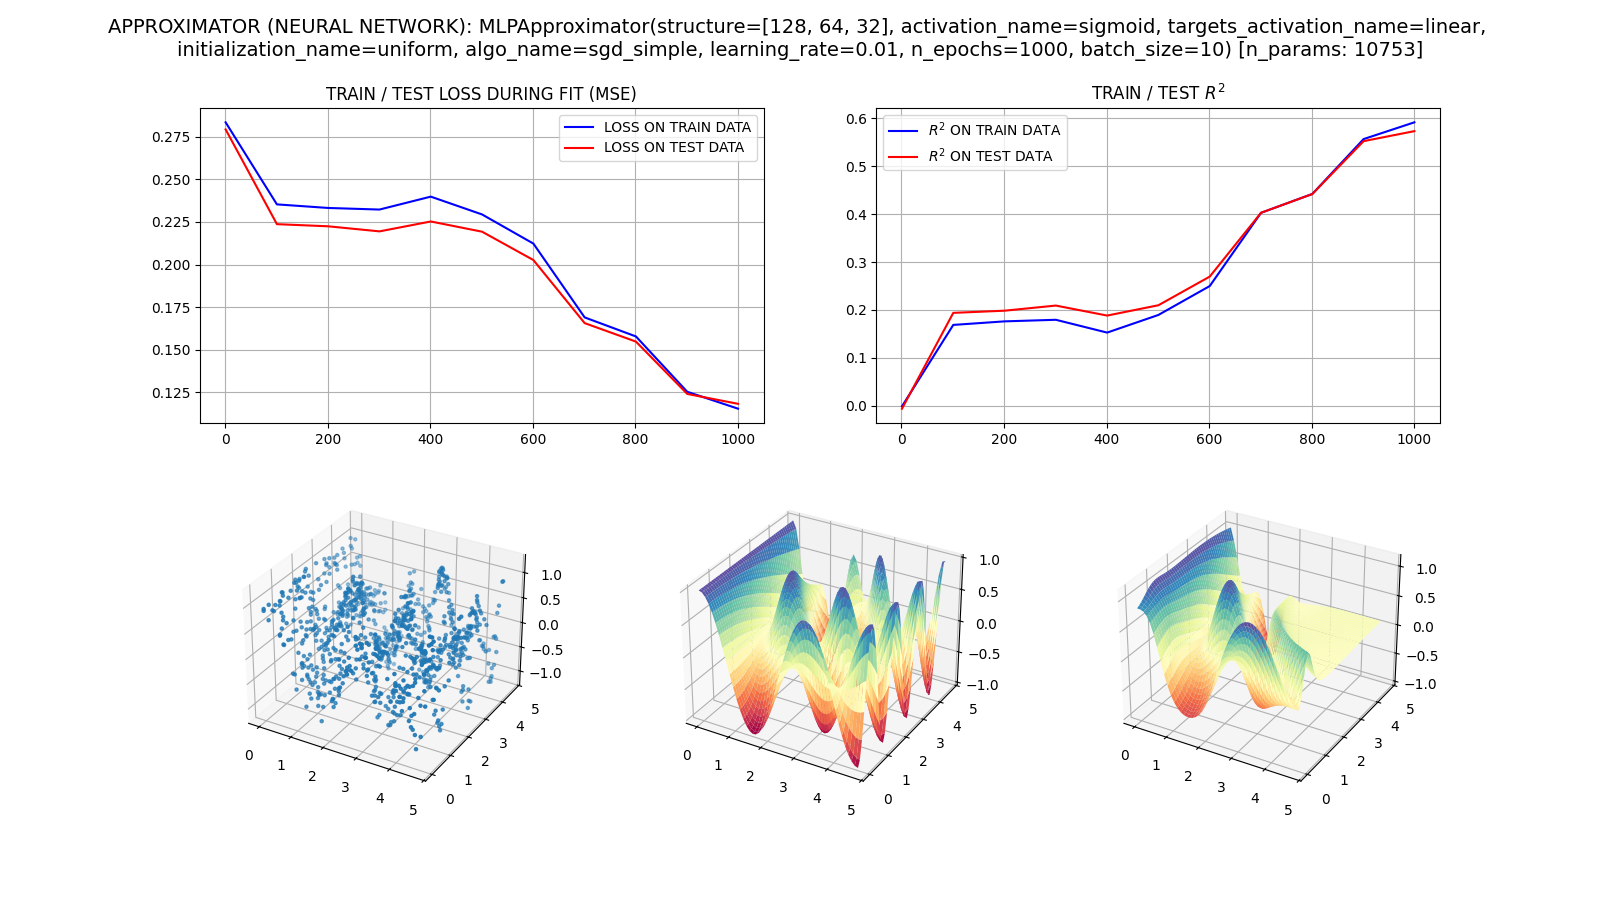 APPROXIMATOR (NEURAL NETWORK): MLPApproximator(structure=[128, 64, 32], activation_name=sigmoid, targets_activation_name=linear,
initialization_name=uniform, algo_name=sgd_simple, learning_rate=0.01, n_epochs=1000, batch_size=10) [n_params: 10753]
TRAIN / TEST LOSS DURING FIT (MSE)
LOSS ON TRAIN DATA
LOSS ON TEST DATA
0.275
0.250
0.225
0.200
0.175
0.150
0.125
0 200 400 600 800 1000
TRAIN / TEST R²
R² ON TRAIN DATA
R² ON TEST DATA
0.6
0.5
0.4
0.3
0.2
0.1
0.0
0 200 400 600 800 1000
1.0
0.5
0.0
−0.5
−1.0
0 1 2 3 4 5
0 1 2 3 4 5
1.0
0.5
0.0
−0.5
−1.0
0 1 2 3 4 5
0 1 2 3 4 5
1.0
0.5
0.0
−0.5
−1.0
0 1 2 3 4 5
0 1 2 3 4 5